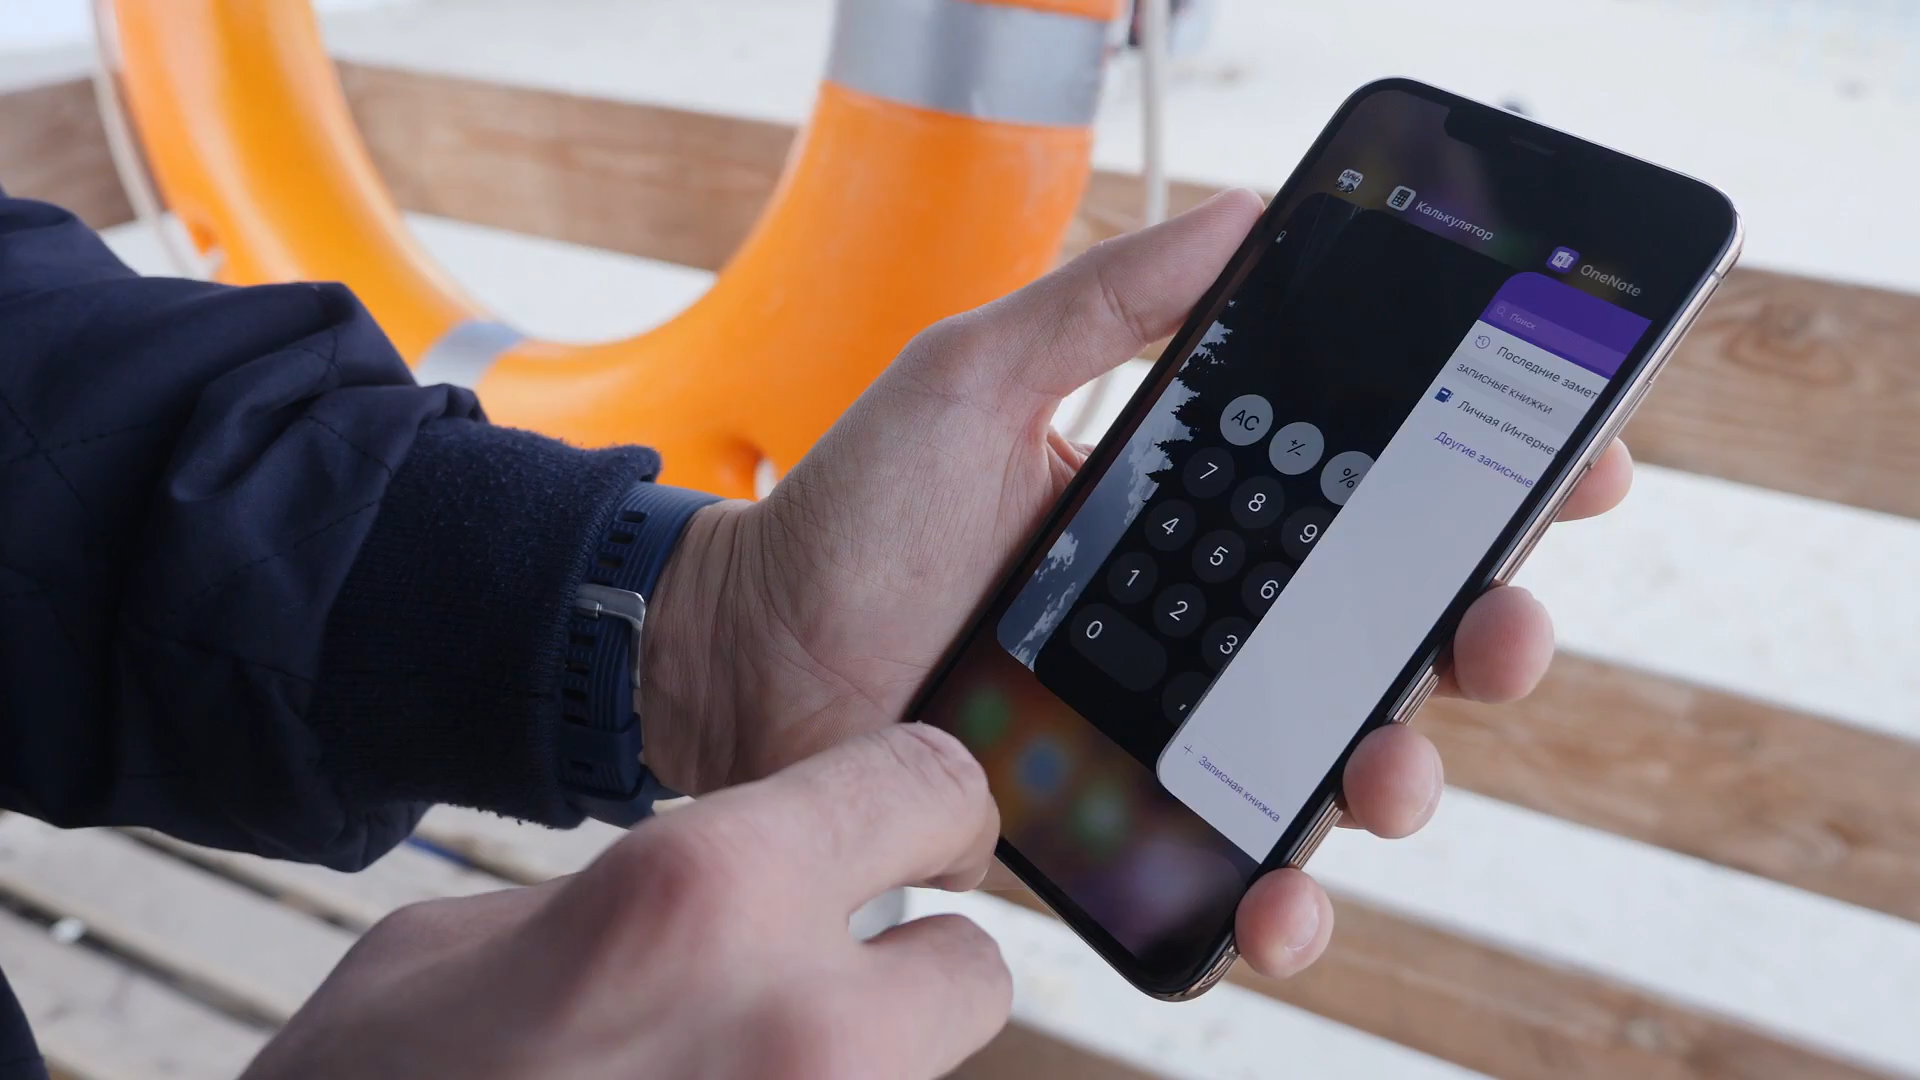 Калькулятор
OneNote
Поиск
Последние замет
ЗАПИСНЫЕ КНИЖКИ
Личная (Интерне
Другие записные
AC +/- %
7 8 9
4 5 6
1 2 3
0 ,
+ Записная книжка